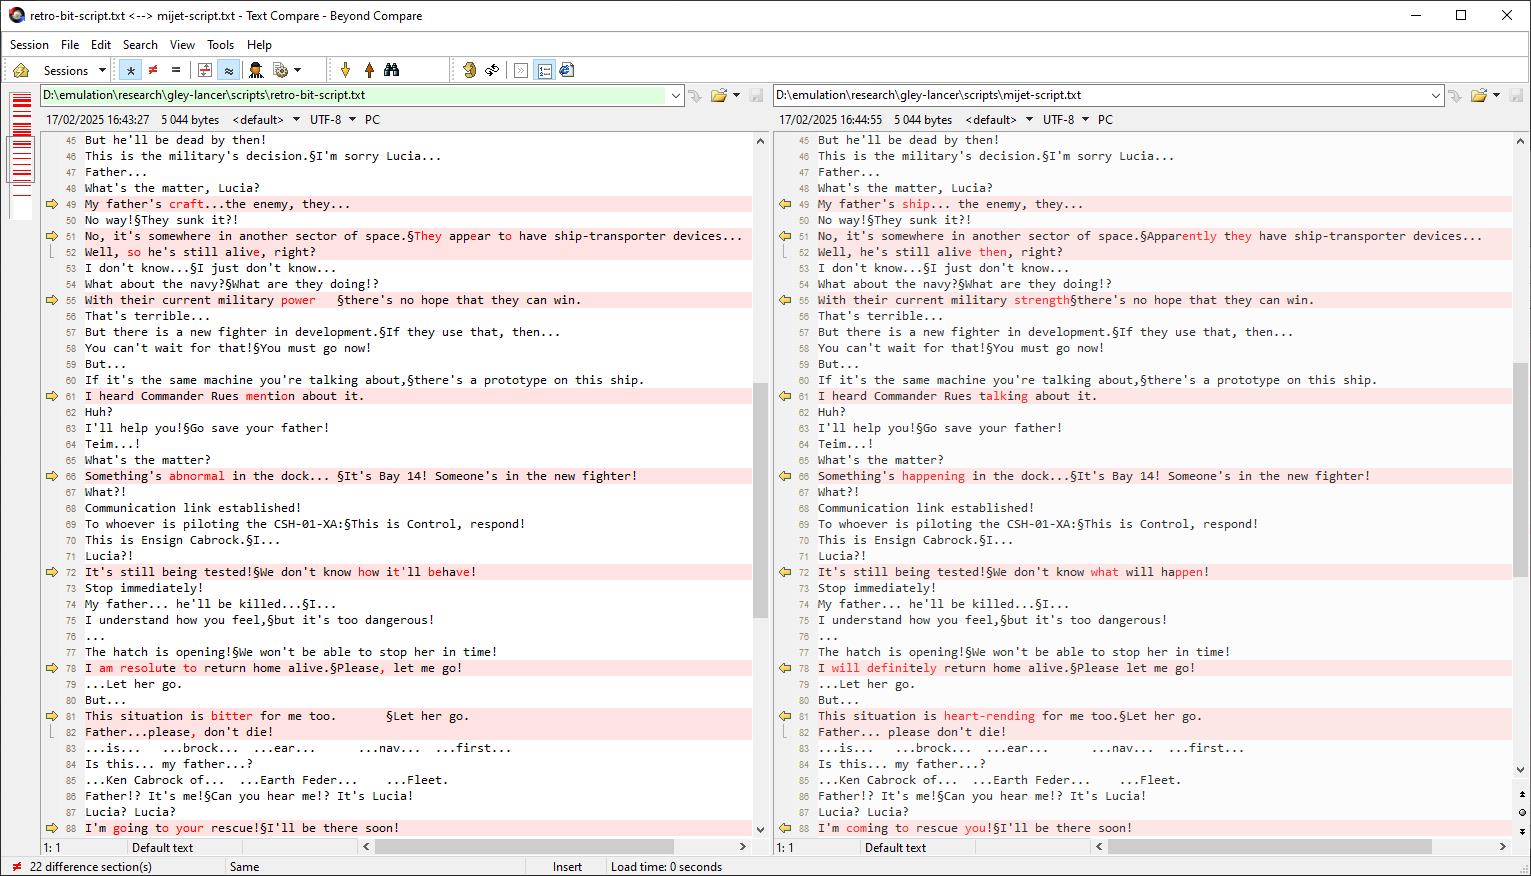 retro-bit-script.txt <--> mijet-script.txt - Text Compare - Beyond Compare
Session File Edit Search View Tools Help
Sessions
D:\emulation\research\gley-lancer\scripts\retro-bit-script.txt
17/02/2025 16:43:27 5 044 bytes <default> UTF-8 PC
45 But he'll be dead by then!
46 This is the military's decision.§I'm sorry Lucia...
47 Father...
48 What's the matter, Lucia?
49 My father's craft...the enemy, they...
50 No way!§They sunk it?!
51 No, it's somewhere in another sector of space.§They appear to have ship-transporter devices...
52 Well, so he's still alive, right?
53 I don't know...§I just don't know...
54 What about the navy?§What are they doing!?
55 With their current military power   §there's no hope that they can win.
56 That's terrible...
57 But there is a new fighter in development.§If they use that, then...
58 You can't wait for that!§You must go now!
59 But...
60 If it's the same machine you're talking about,§there's a prototype on this ship.
61 I heard Commander Rues mention about it.
62 Huh?
63 I'll help you!§Go save your father!
64 Teim...!
65 What's the matter?
66 Something's abnormal in the dock... §It's Bay 14! Someone's in the new fighter!
67 What?!
68 Communication link established!
69 To whoever is piloting the CSH-01-XA:§This is Control, respond!
70 This is Ensign Cabrock.§I...
71 Lucia?!
72 It's still being tested!§We don't know how it'll behave!
73 Stop immediately!
74 My father... he'll be killed...§I...
75 I understand how you feel,§but it's too dangerous!
76 ...
77 The hatch is opening!§We won't be able to stop her in time!
78 I am resolute to return home alive.§Please, let me go!
79 ...Let her go.
80 But...
81 This situation is bitter for me too.       §Let her go.
82 Father...please, don't die!
83 ...is...   ...brock...  ...ear...      ...nav...  ...first...
84 Is this... my father...?
85 ...Ken Cabrock of...  ...Earth Feder...    ...Fleet.
86 Father!? It's me!§Can you hear me!? It's Lucia!
87 Lucia? Lucia?
88 I'm going to your rescue!§I'll be there soon!
1: 1 Default text
D:\emulation\research\gley-lancer\scripts\mijet-script.txt
17/02/2025 16:44:55 5 044 bytes <default> UTF-8 PC
45 But he'll be dead by then!
46 This is the military's decision.§I'm sorry Lucia...
47 Father...
48 What's the matter, Lucia?
49 My father's ship... the enemy, they...
50 No way!§They sunk it?!
51 No, it's somewhere in another sector of space.§Apparently they have ship-transporter devices...
52 Well, he's still alive then, right?
53 I don't know...§I just don't know...
54 What about the navy?§What are they doing!?
55 With their current military strength§there's no hope that they can win.
56 That's terrible...
57 But there is a new fighter in development.§If they use that, then...
58 You can't wait for that!§You must go now!
59 But...
60 If it's the same machine you're talking about,§there's a prototype on this ship.
61 I heard Commander Rues talking about it.
62 Huh?
63 I'll help you!§Go save your father!
64 Teim...!
65 What's the matter?
66 Something's happening in the dock...§It's Bay 14! Someone's in the new fighter!
67 What?!
68 Communication link established!
69 To whoever is piloting the CSH-01-XA:§This is Control, respond!
70 This is Ensign Cabrock.§I...
71 Lucia?!
72 It's still being tested!§We don't know what will happen!
73 Stop immediately!
74 My father... he'll be killed...§I...
75 I understand how you feel,§but it's too dangerous!
76 ...
77 The hatch is opening!§We won't be able to stop her in time!
78 I will definitely return home alive.§Please let me go!
79 ...Let her go.
80 But...
81 This situation is heart-rending for me too.§Let her go.
82 Father... please don't die!
83 ...is...   ...brock...  ...ear...      ...nav...  ...first...
84 Is this... my father...?
85 ...Ken Cabrock of...  ...Earth Feder...    ...Fleet.
86 Father!? It's me!§Can you hear me!? It's Lucia!
87 Lucia? Lucia?
88 I'm coming to rescue you!§I'll be there soon!
1: 1 Default text
22 difference section(s) Same Insert Load time: 0 seconds